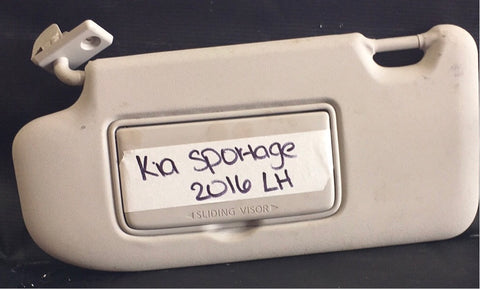 Kia Sportage
2016 LH
◁SLIDING VISOR▷